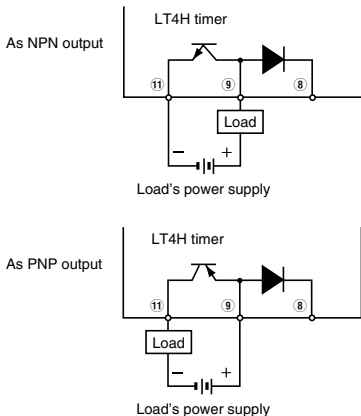 LT4H timer
As NPN output
⑪ ⑨ ⑧
Load
− +
Load's power supply
LT4H timer
As PNP output
⑪ ⑨ ⑧
Load
− +
Load's power supply